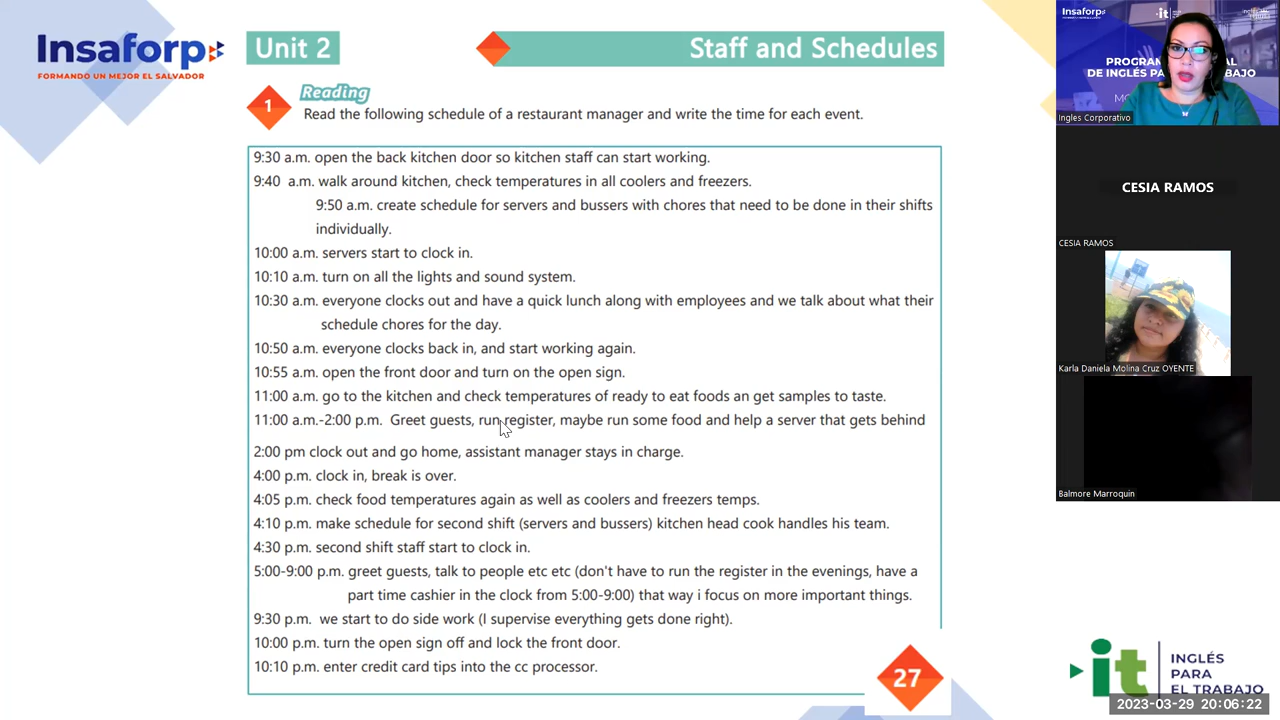 Insaforp
FORMANDO UN MEJOR EL SALVADOR
Unit 2
Staff and Schedules
1
Reading
Read the following schedule of a restaurant manager and write the time for each event.
9:30 a.m. open the back kitchen door so kitchen staff can start working.
9:40 a.m. walk around kitchen, check temperatures in all coolers and freezers.
9:50 a.m. create schedule for servers and bussers with chores that need to be done in their shifts
individually.
10:00 a.m. servers start to clock in.
10:10 a.m. turn on all the lights and sound system.
10:30 a.m. everyone clocks out and have a quick lunch along with employees and we talk about what their
schedule chores for the day.
10:50 a.m. everyone clocks back in, and start working again.
10:55 a.m. open the front door and turn on the open sign.
11:00 a.m. go to the kitchen and check temperatures of ready to eat foods an get samples to taste.
11:00 a.m.-2:00 p.m. Greet guests, run register, maybe run some food and help a server that gets behind
2:00 pm clock out and go home, assistant manager stays in charge.
4:00 p.m. clock in, break is over.
4:05 p.m. check food temperatures again as well as coolers and freezers temps.
4:10 p.m. make schedule for second shift (servers and bussers) kitchen head cook handles his team.
4:30 p.m. second shift staff start to clock in.
5:00-9:00 p.m. greet guests, talk to people etc etc (don't have to run the register in the evenings, have a
part time cashier in the clock from 5:00-9:00) that way i focus on more important things.
9:30 p.m. we start to do side work (I supervise everything gets done right).
10:00 p.m. turn the open sign off and lock the front door.
10:10 p.m. enter credit card tips into the cc processor.
27
Insaforp
it
PROGRAM
AL
DE INGLÉS PA
ABAJO
MO
Ingles Corporativo
CESIA RAMOS
CESIA RAMOS
Karla Daniela Molina Cruz OYENTE
Balmore Marroquin
it
INGLÉS
PARA
EL TRABAJO
2023-03-29 20:06:22